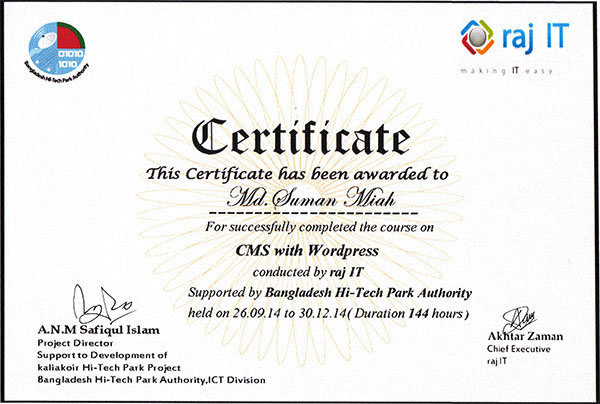 Bangladesh Hi-Tech Park Authority
raj IT
making IT easy
Certificate
This Certificate has been awarded to
Md. Suman Miah
For successfully completed the course on
CMS with Wordpress
conducted by raj IT
Supported by Bangladesh Hi-Tech Park Authority
held on 26.09.14 to 30.12.14( Duration 144 hours)
A.N.M Safiqul Islam
Project Director
Support to Development of
kaliakoir Hi-Tech Park Project
Bangladesh Hi-Tech Park Authority,ICT Division
Akhtar Zaman
Chief Executive
raj IT